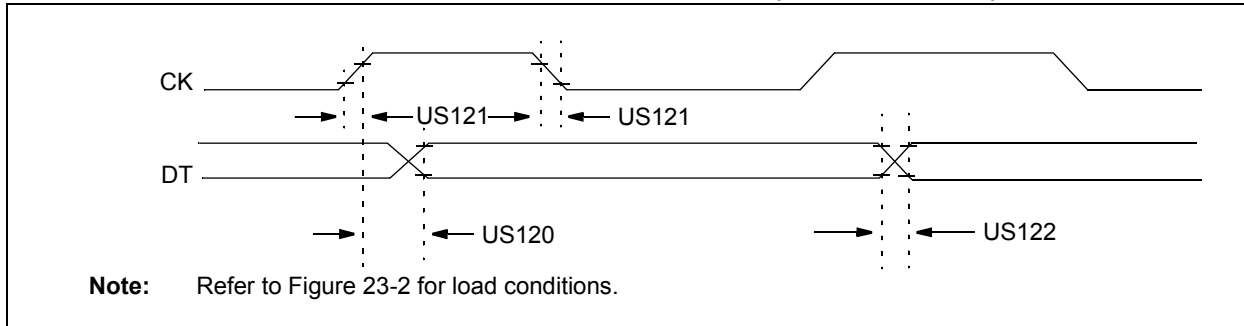 CK
US121 US121
DT
US120 US122
Note: Refer to Figure 23-2 for load conditions.